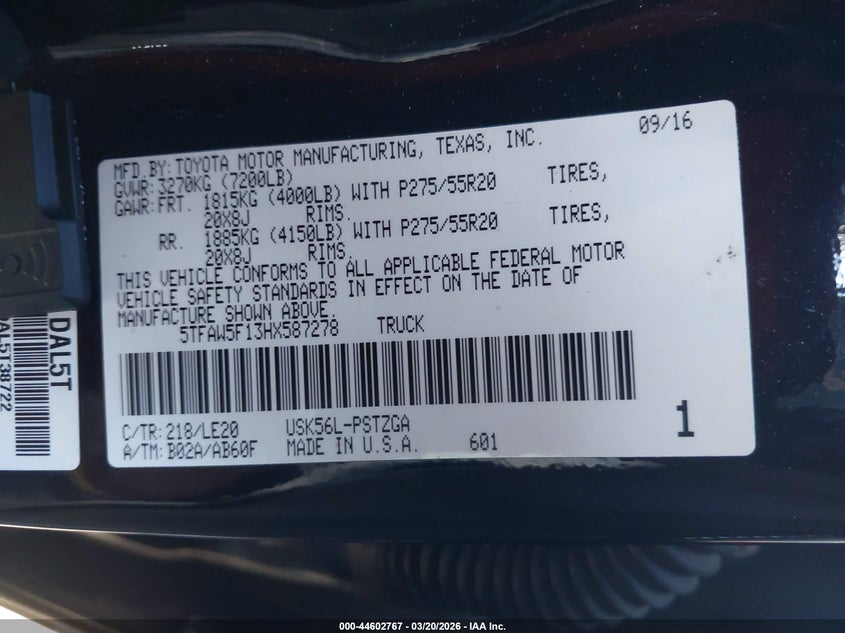 09/16
MFD.BY:TOYOTA MOTOR MANUFACTURING, TEXAS, INC.
GVWR:3270KG (7200LB)
GAWR:FRT. 1815KG (4000LB) WITH P275/55R20 TIRES,
20X8J RIMS.
RR. 1885KG (4150LB) WITH P275/55R20 TIRES,
20X8J RIMS.
THIS VEHICLE CONFORMS TO ALL APPLICABLE FEDERAL MOTOR
VEHICLE SAFETY STANDARDS IN EFFECT ON THE DATE OF
MANUFACTURE SHOWN ABOVE.
5TFAW5F13HX587278 TRUCK
C/TR:218/LE20 USK56L-PSTZGA
A/TM:B02A/AB60F MADE IN U.S.A. 601
1
DAL5T
DAL5T38722
000-44602767 - 03/20/2026 - IAA Inc.